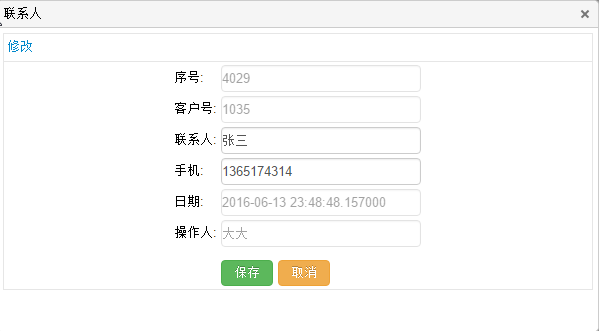 联系人 ×
修改
序号: 4029
客户号: 1035
联系人: 张三
手机: 1365174314
日期: 2016-06-13 23:48:48.157000
操作人: 大大
保存 取消